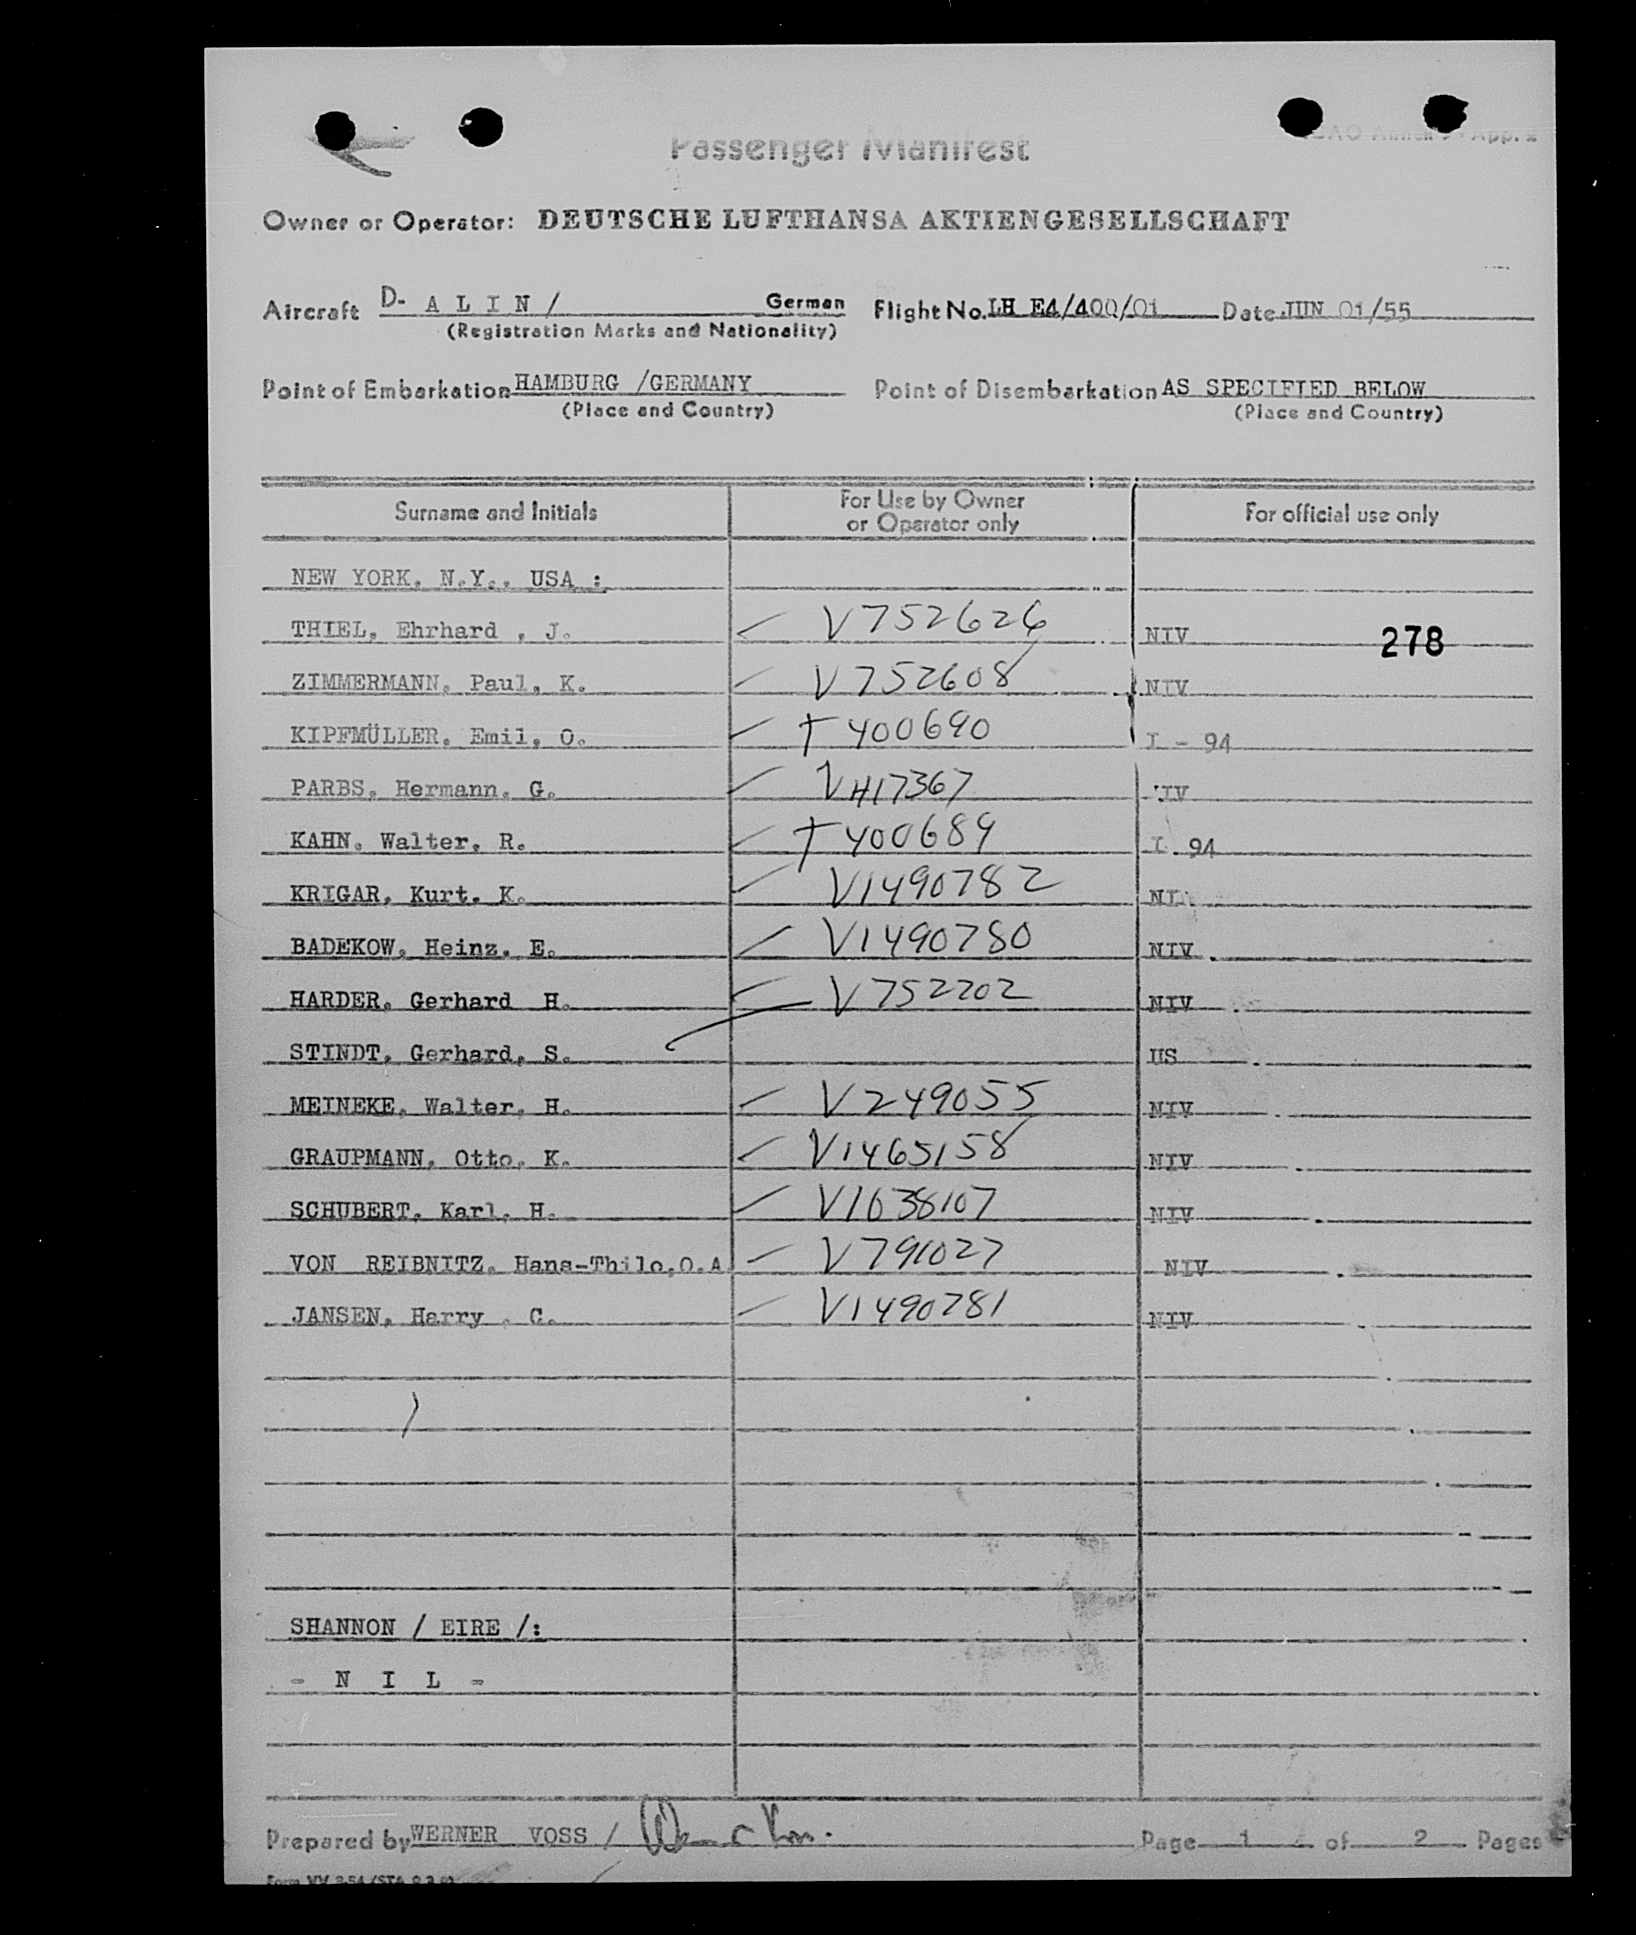 Passenger Manifest
Owner or Operator: DEUTSCHE LUFTHANSA AKTIENGESELLSCHAFT
Aircraft D- A L I N / German Flight No. LH E4/400/01 Date JUN 01/55
(Registration Marks and Nationality)
Point of Embarkation HAMBURG /GERMANY Point of Disembarkation AS SPECIFIED BELOW
(Place and Country) (Place and Country)
Surname and Initials For Use by Owner or Operator only For official use only
NEW YORK, N.Y., USA :
THIEL, Ehrhard , J. V752626 NIV 278
ZIMMERMANN, Paul, K. V752608 NIV
KIPFMÜLLER, Emil, O. T400690 I - 94
PARBS, Hermann, G. VH17367 IV
KAHN, Walter, R. T400689 I 94
KRIGAR, Kurt, K. V1490782 NI
BADEKOW, Heinz, E. V1490780 NIV
HARDER, Gerhard H. V752202 NIV
STINDT, Gerhard, S. US
MEINEKE, Walter, H. V249055 NIV
GRAUPMANN, Otto, K. V1465158 NIV
SCHUBERT, Karl, H. V1638107 NIV
VON REIBNITZ, Hans-Thilo,O.A V791027 NIV
JANSEN, Harry , C. V1490781 NIV
SHANNON / EIRE /:
- N I L -
Prepared by WERNER VOSS / Page 1 of 2 Pages